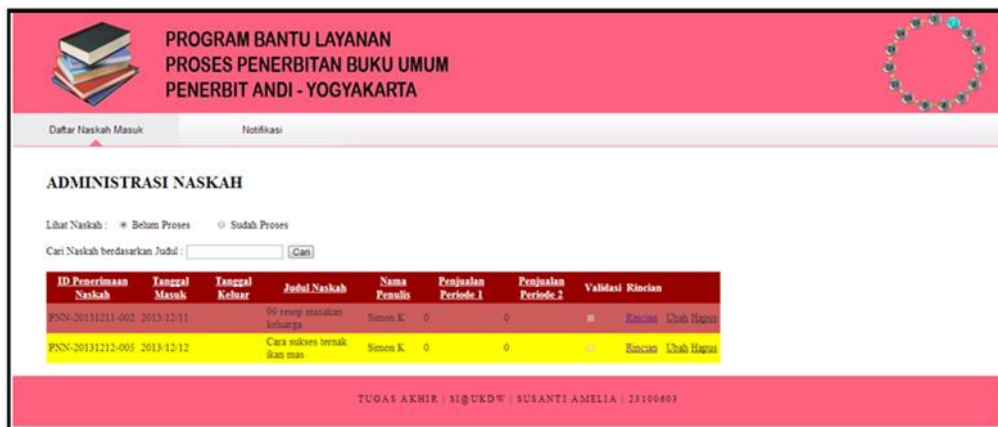 PROGRAM BANTU LAYANAN
PROSES PENERBITAN BUKU UMUM
PENERBIT ANDI - YOGYAKARTA
Daftar Naskah Masuk Notifikasi
ADMINISTRASI NASKAH
Lihat Naskah : Belum Proses Sudah Proses
Cari Naskah berdasarkan Judul : Cari
ID Penerimaan Naskah Tanggal Masuk Tanggal Keluar Judul Naskah Nama Penulis Penjualan Periode 1 Penjualan Periode 2 Validasi Rincian
PNN-20131211-002 2013/12/11 99 resep masakan keluarga Simon K 0 0 Rincian Ubah Hapus
PNN-20131212-005 2013/12/12 Cara sukses ternak ikan mas Simon K 0 0 Rincian Ubah Hapus
TUGAS AKHIR | SI@UKDW | SUSANTI AMELIA | 23100603